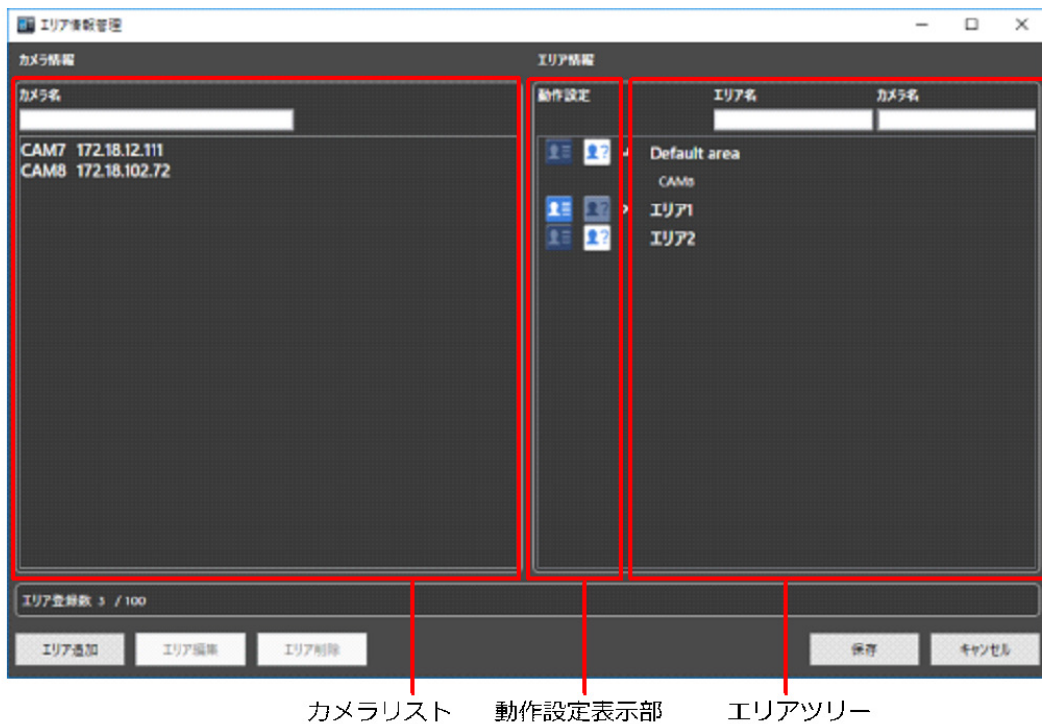 エリア情報管理
カメラ情報
エリア情報
カメラ名
動作設定
エリア名
カメラ名
CAM7 172.18.12.111
CAM8 172.18.102.72
Default area
CAM8
エリア1
エリア2
エリア登録数 3 / 100
エリア追加
エリア編集
エリア削除
保存
キャンセル
カメラリスト
動作設定表示部
エリアツリー